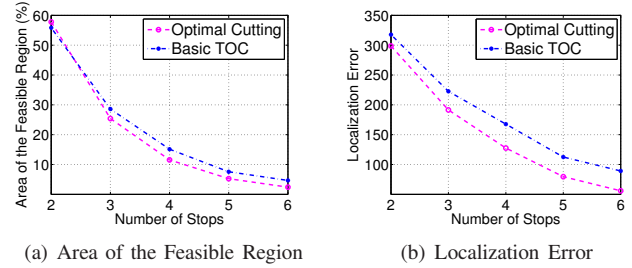 Area of the Feasible Region (%)
60
50
40
30
20
10
2
3
4
5
6
Number of Stops
Optimal Cutting
Basic TOC
(a) Area of the Feasible Region
Localization Error
350
300
250
200
150
100
2
3
4
5
6
Number of Stops
Optimal Cutting
Basic TOC
(b) Localization Error